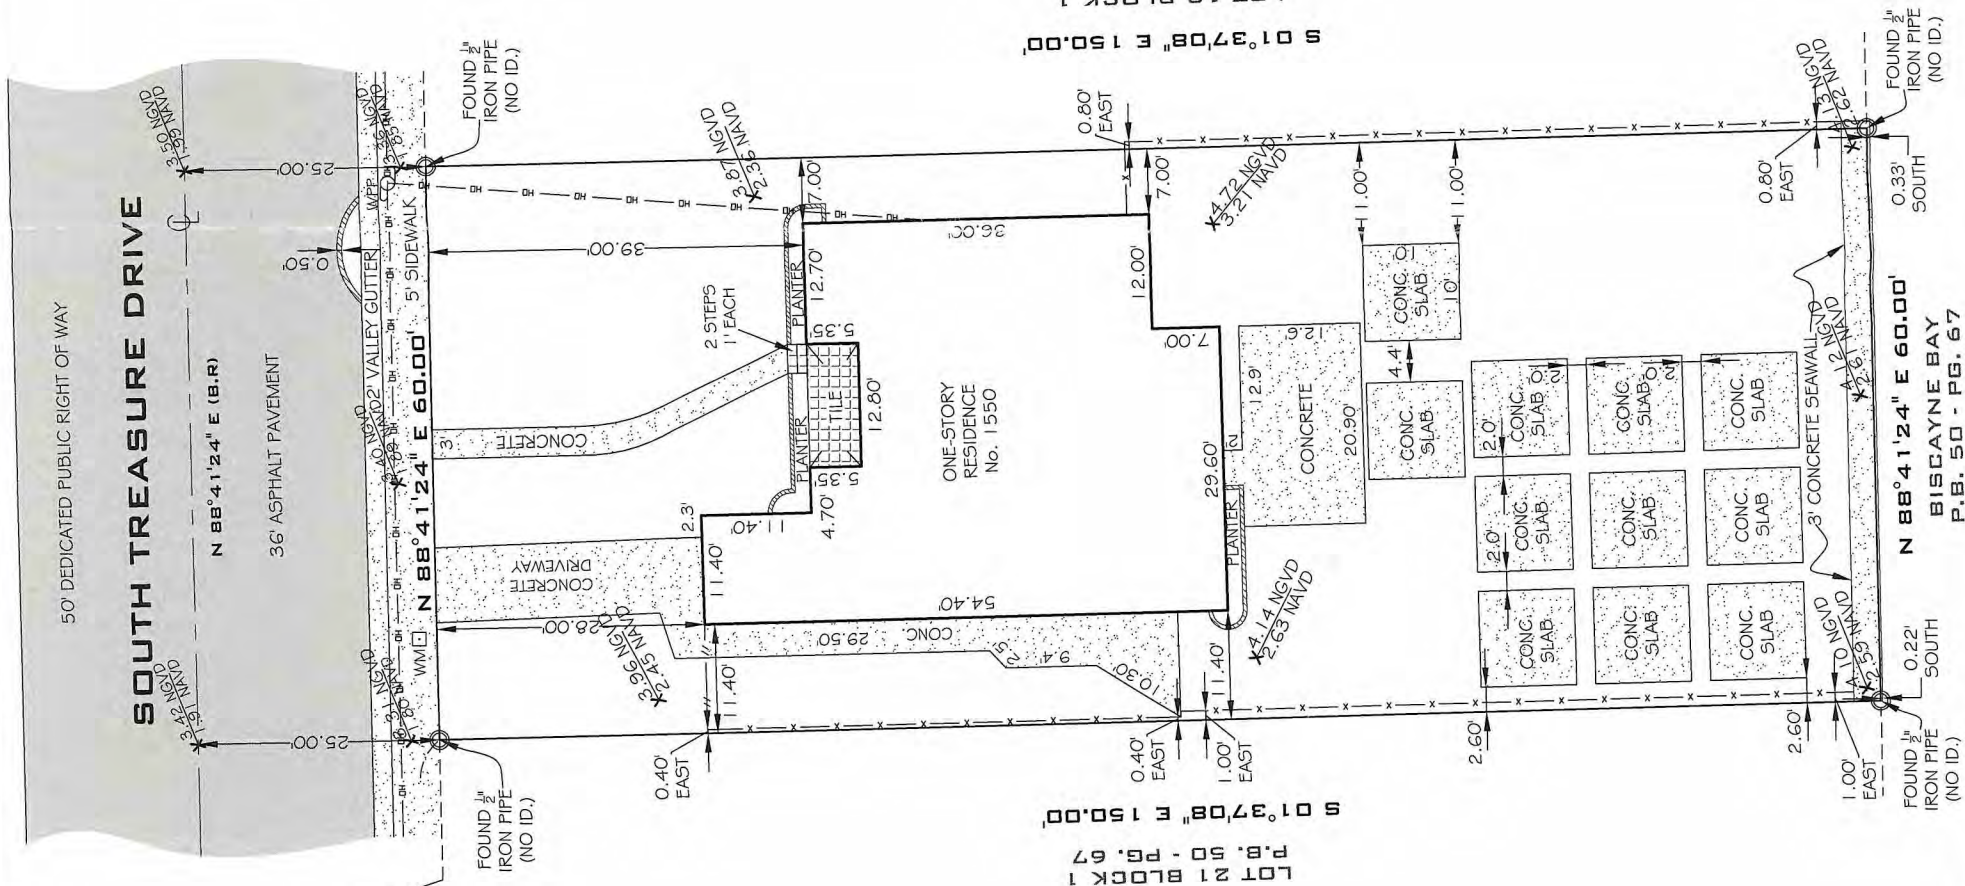 50' DEDICATED PUBLIC RIGHT OF WAY
SOUTH TREASURE DRIVE
N 88°41'24" E (B.R)
36' ASPHALT PAVEMENT
3.42 NGVD
1.91 NAVD
3.50 NGVD
1.99 NAVD
25.00'
25.00'
0.50'
2' VALLEY GUTTER
WPP
5' SIDEWALK
WM
N 88°41'24" E 60.00'
FOUND ½"
IRON PIPE
(NO ID.)
FOUND ½"
IRON PIPE
(NO ID.)
OH
28.00'
39.00'
CONCRETE
DRIVEWAY
2.3'
3'
CONCRETE
2 STEPS
1' EACH
3.96 NGVD
2.45 NAVD
3.87 NGVD
2.36 NAVD
0.40'
EAST
11.40'
11.40'
11.40'
4.70'
PLANTER
5.35'
TILE
5.35'
12.80'
PLANTER
12.70'
7.00'
CONC
29.50'
2.5'
9.4'
10.30'
54.40'
ONE-STORY
RESIDENCE
No. 1550
36.00'
12.00'
7.00'
0.80'
EAST
7.00'
0.40'
EAST
1.00'
EAST
11.40'
PLANTER
29.60'
2'
12.9'
CONCRETE
12.6'
20.90'
4.14 NGVD
2.63 NAVD
4.72 NGVD
3.21 NAVD
S 01°37'08" E 150.00'
S 01°37'08" E 150.00'
LOT 21 BLOCK 1
P.B. 50 - PG. 67
4.4'
CONC.
SLAB
CONC.
SLAB
10'
11.00'
11.00'
2.0'
2.0'
CONC.
SLAB
CONC.
SLAB
CONC.
SLAB
CONC.
SLAB
CONC.
SLAB
CONC.
SLAB
CONC.
SLAB
CONC.
SLAB
CONC.
SLAB
2.60'
2.60'
1.00'
EAST
0.80'
EAST
3' CONCRETE SEAWALL
4.10 NGVD
2.59 NAVD
4.12 NGVD
2.61 NAVD
4.13 NGVD
2.62 NAVD
0.22'
SOUTH
0.33'
SOUTH
FOUND ½"
IRON PIPE
(NO ID.)
FOUND ½"
IRON PIPE
(NO ID.)
N 88°41'24" E 60.00'
BISCAYNE BAY
P.B. 50 - PG. 67